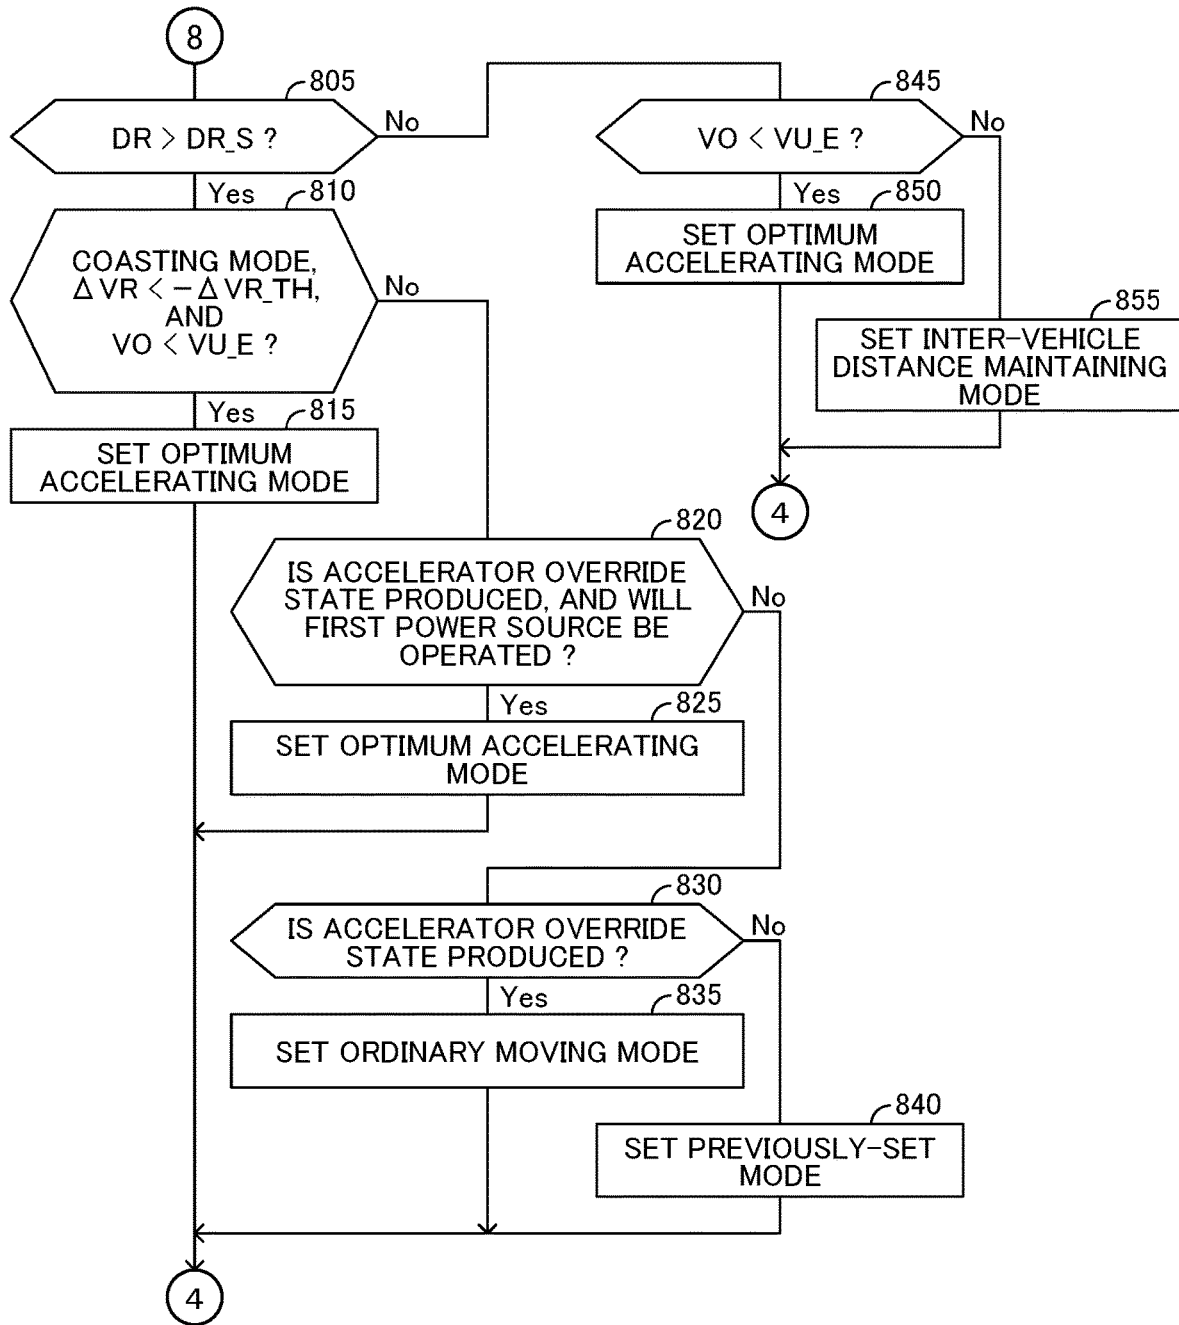 8
805
DR > DR_S ?
No
Yes
810
COASTING MODE,
ΔVR < −ΔVR_TH,
AND
VO < VU_E ?
No
Yes
815
SET OPTIMUM
ACCELERATING MODE
845
VO < VU_E ?
No
Yes
850
SET OPTIMUM
ACCELERATING MODE
855
SET INTER-VEHICLE
DISTANCE MAINTAINING
MODE
4
820
IS ACCELERATOR OVERRIDE
STATE PRODUCED, AND WILL
FIRST POWER SOURCE BE
OPERATED ?
No
Yes
825
SET OPTIMUM ACCELERATING
MODE
830
IS ACCELERATOR OVERRIDE
STATE PRODUCED ?
No
Yes
835
SET ORDINARY MOVING MODE
840
SET PREVIOUSLY-SET
MODE
4